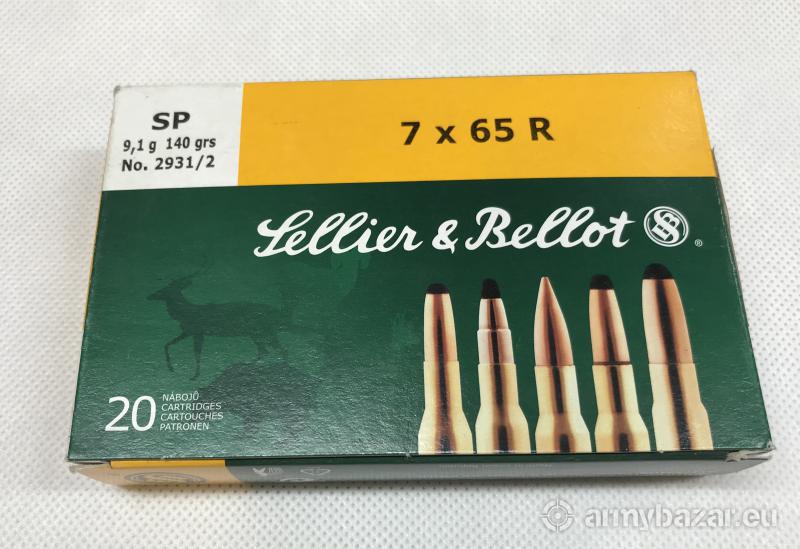 SP
9,1 g 140 grs
No. 2931/2
7 x 65 R
Sellier & Bellot
®
20
NÁBOJŮ
CARTRIDGES
CARTOUCHES
PATRONEN
armybazar.eu